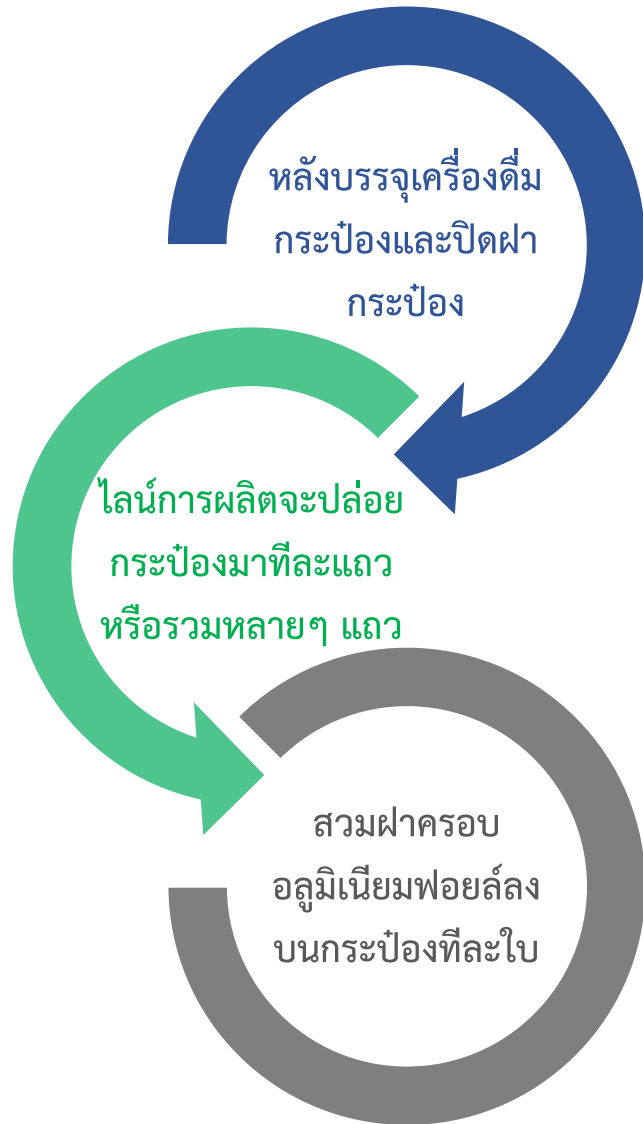 หลังบรรจุเครื่องดื่ม
กระป๋องและปิดฝา
กระป๋อง
ไลน์การผลิตจะปล่อย
กระป๋องมาทีละแถว
หรือรวมหลายๆ แถว
สวมฝาครอบ
อลูมิเนียมฟอยล์ลง
บนกระป๋องทีละใบ